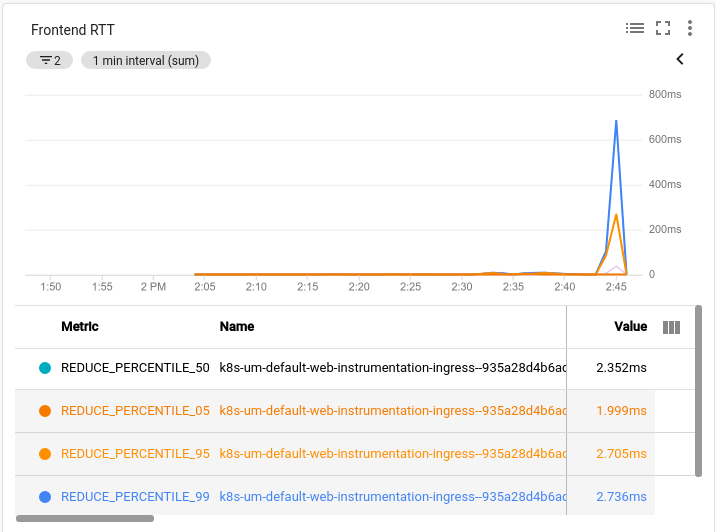 Frontend RTT
2 1 min interval (sum)
800ms
600ms
400ms
200ms
0
1:50 1:55 2 PM 2:05 2:10 2:15 2:20 2:25 2:30 2:35 2:40 2:45
Metric Name Value
REDUCE_PERCENTILE_50 k8s-um-default-web-instrumentation-ingress--935a28d4b6ac 2.352ms
REDUCE_PERCENTILE_05 k8s-um-default-web-instrumentation-ingress--935a28d4b6ac 1.999ms
REDUCE_PERCENTILE_95 k8s-um-default-web-instrumentation-ingress--935a28d4b6ac 2.705ms
REDUCE_PERCENTILE_99 k8s-um-default-web-instrumentation-ingress--935a28d4b6ac 2.736ms